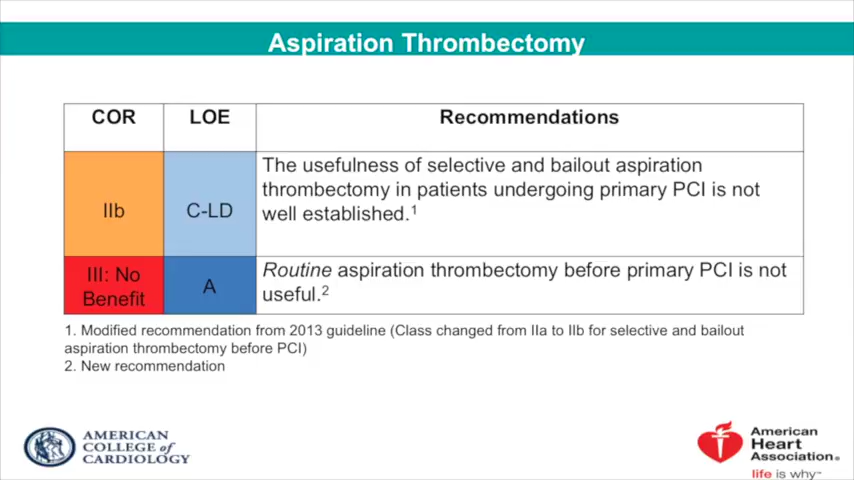 Aspiration Thrombectomy
COR LOE Recommendations
IIb C-LD
The usefulness of selective and bailout aspiration
thrombectomy in patients undergoing primary PCI is not
well established.1
III: No
Benefit
A
Routine aspiration thrombectomy before primary PCI is not
useful.2
1. Modified recommendation from 2013 guideline (Class changed from IIa to IIb for selective and bailout
aspiration thrombectomy before PCI)
2. New recommendation
AMERICAN
COLLEGE of
CARDIOLOGY
American
Heart
Association®
life is why™